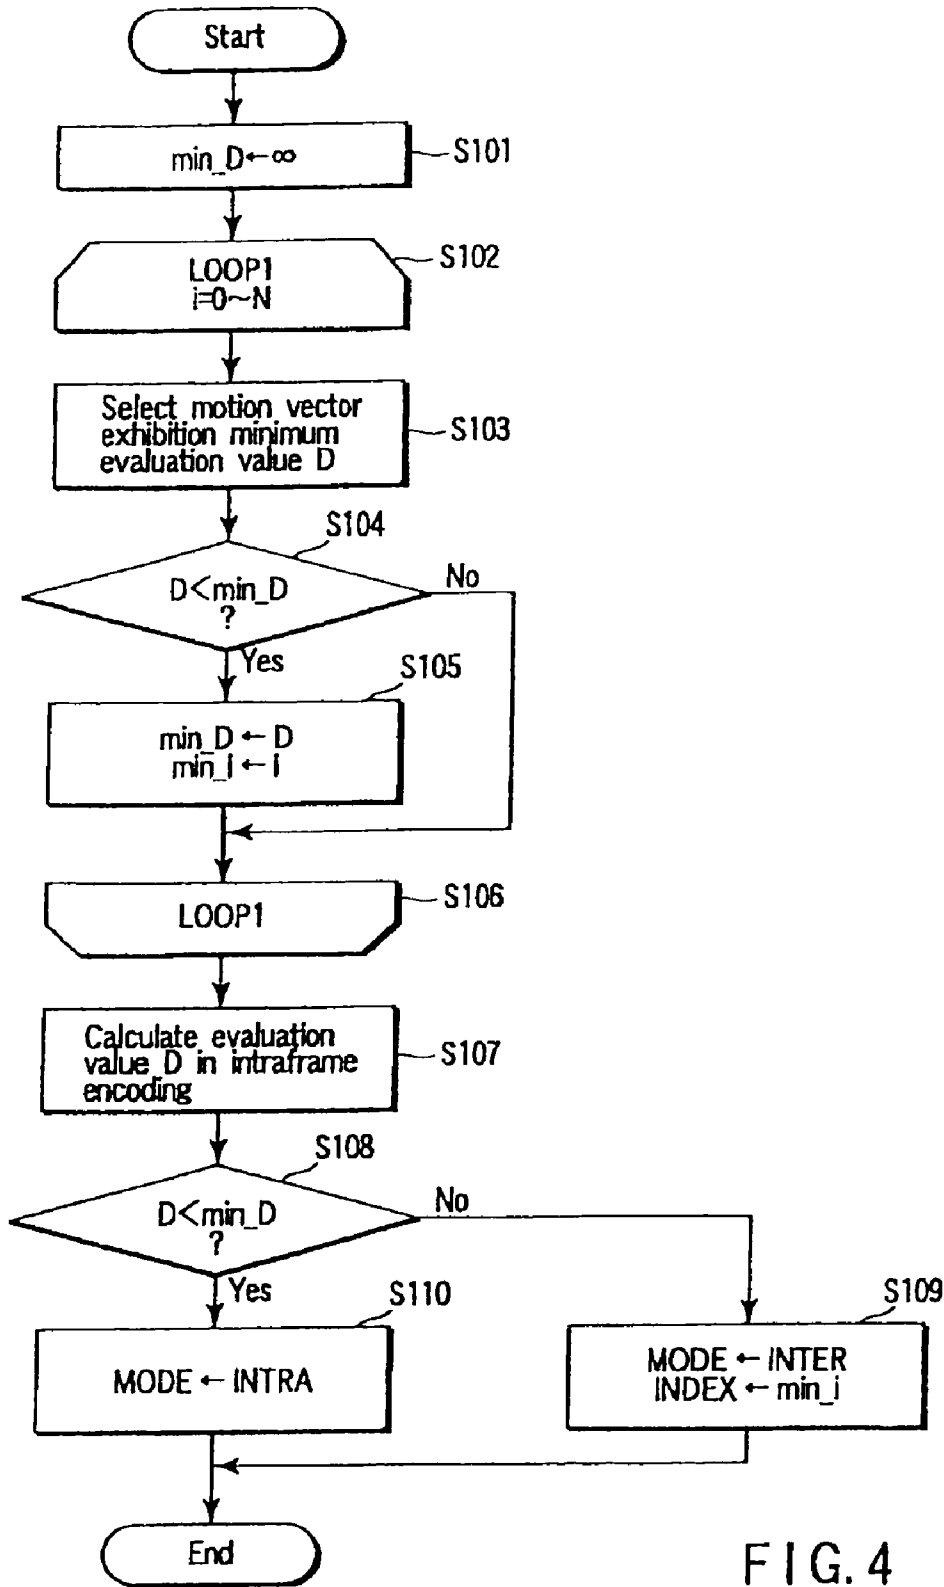 Start
min_D←∞
S101
LOOP1
i=0~N
S102
Select motion vector
exhibition minimum
evaluation value D
S103
S104
D<min_D
?
No
Yes
S105
min_D ← D
min_i ← i
LOOP1
S106
Calculate evaluation
value D in intraframe
encoding
S107
S108
D<min_D
?
No
Yes
S110
MODE ← INTRA
S109
MODE ← INTER
INDEX ← min_i
End
FIG. 4